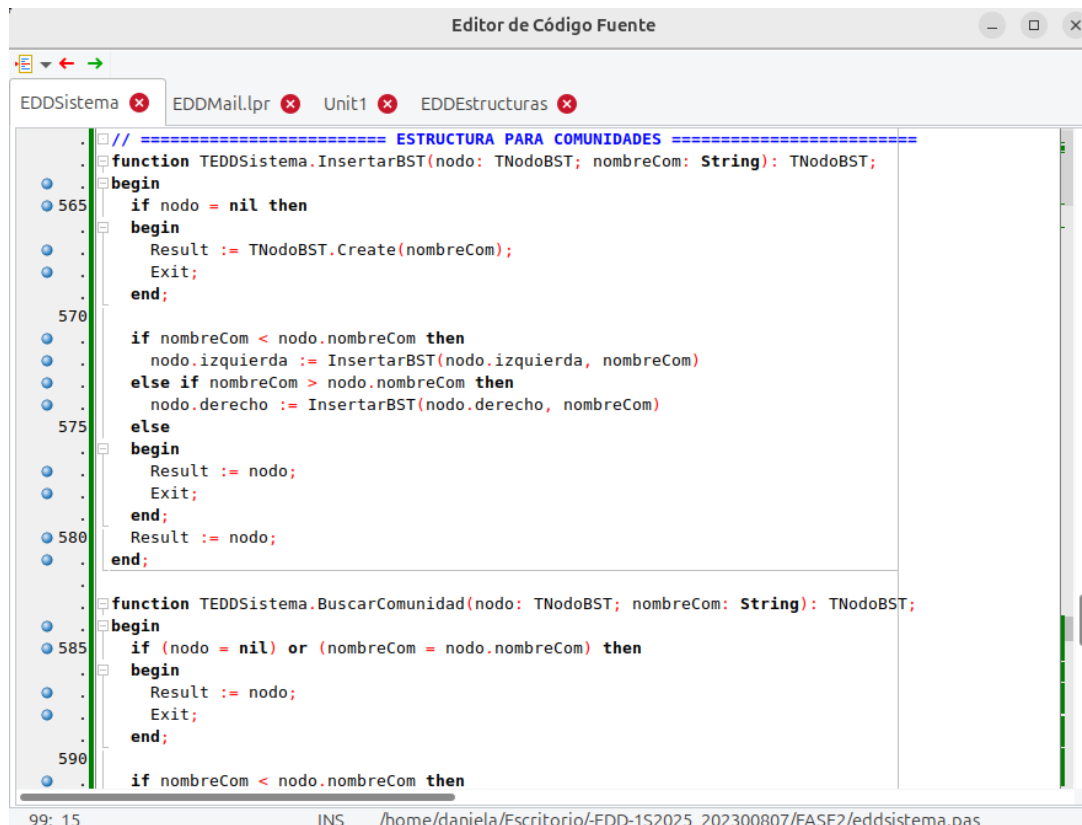 Editor de Código Fuente
EDDSistema EDDMail.lpr Unit1 EDDEstructuras
// ========================= ESTRUCTURA PARA COMUNIDADES =========================
function TEDDSistema.InsertarBST(nodo: TNodoBST; nombreCom: String): TNodoBST;
begin
565 if nodo = nil then
begin
Result := TNodoBST.Create(nombreCom);
Exit;
end;
570
if nombreCom < nodo.nombreCom then
nodo.izquierda := InsertarBST(nodo.izquierda, nombreCom)
else if nombreCom > nodo.nombreCom then
nodo.derecho := InsertarBST(nodo.derecho, nombreCom)
575 else
begin
Result := nodo;
Exit;
end;
580 Result := nodo;
end;
function TEDDSistema.BuscarComunidad(nodo: TNodoBST; nombreCom: String): TNodoBST;
begin
585 if (nodo = nil) or (nombreCom = nodo.nombreCom) then
begin
Result := nodo;
Exit;
end;
590
if nombreCom < nodo.nombreCom then
99: 15 INS /home/daniela/Escritorio/-EDD-1S2025_202300807/FASE2/eddsistema.pas